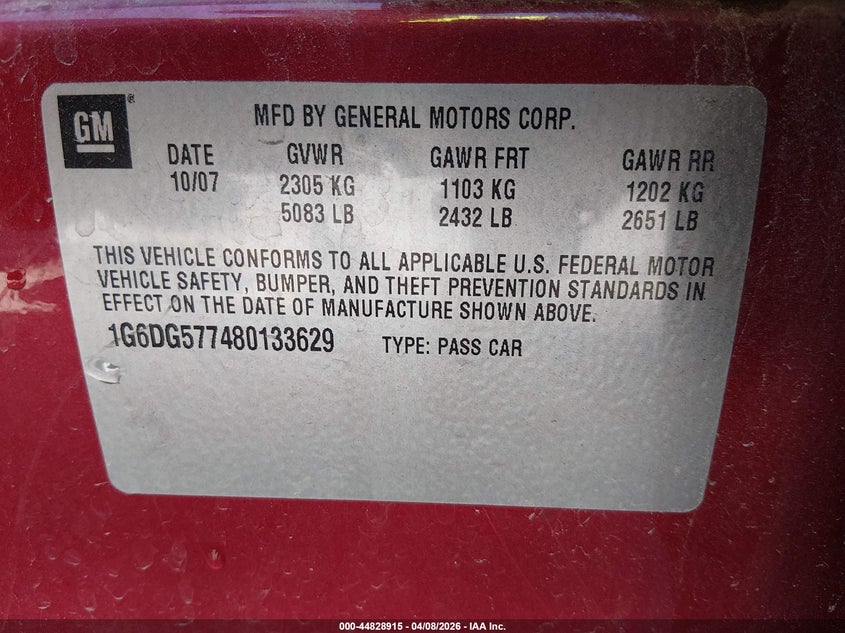 GM®
MFD BY GENERAL MOTORS CORP.
DATE GVWR GAWR FRT GAWR RR
10/07 2305 KG 1103 KG 1202 KG
5083 LB 2432 LB 2651 LB
THIS VEHICLE CONFORMS TO ALL APPLICABLE U.S. FEDERAL MOTOR
VEHICLE SAFETY, BUMPER, AND THEFT PREVENTION STANDARDS IN
EFFECT ON THE DATE OF MANUFACTURE SHOWN ABOVE.
1G6DG577480133629 TYPE: PASS CAR
000-44828915 - 04/08/2026 - IAA Inc.